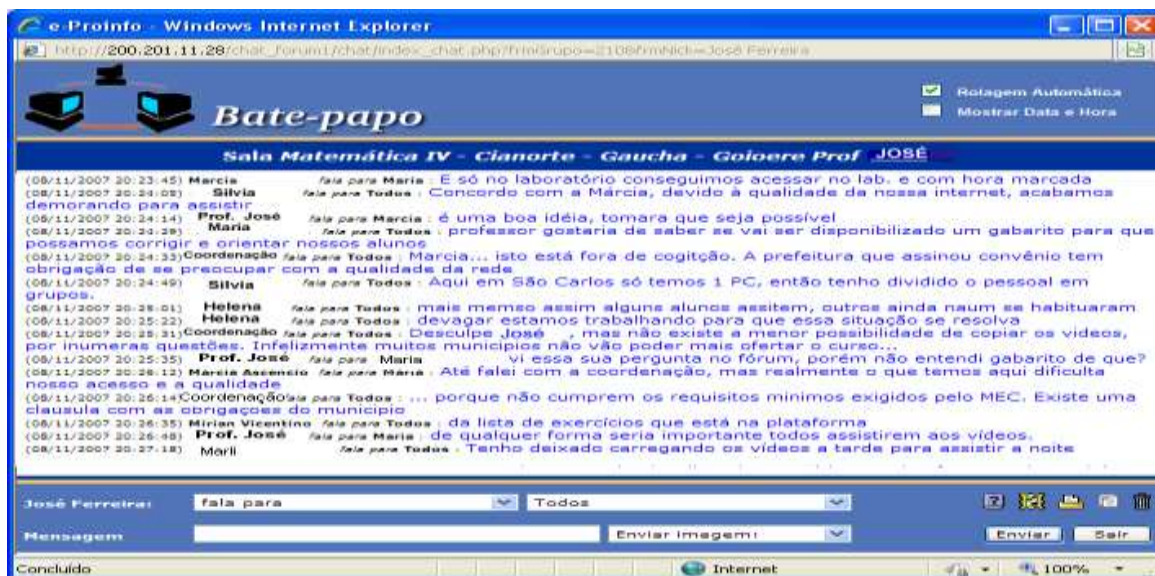 e-ProInfo - Windows Internet Explorer
http://200.201.11.28/chat_forum1/chat/index_chat.php?frmGrupo=2108frmNick=José Ferreira
Rolagem Automática
Bate-papo
Mostrar Data e Hora
Sala Matemática IV - Cianorte - Gaucha - Goioere Prof JOSÉ
(08/11/2007 20:23:45) Marcia fala para Maria : E só no laboratório conseguimos acessar no lab. e com hora marcada
(08/11/2007 20:24:05) Silvia fala para Todos : Concordo com a Márcia, devido à qualidade da nossa internet, acabamos
demorando para assistir
(08/11/2007 20:24:14) Prof. José fala para Marcia : é uma boa idéia, tomara que seja possível
(08/11/2007 20:24:28) Maria fala para Todos : professor gostaria de saber se vai ser disponibilizado um gabarito para que
possamos corrigir e orientar nossos alunos
(08/11/2007 20:24:33) Coordenação fala para Todos : Marcia... isto está fora de cogitção. A prefeitura que assinou convênio tem
obrigação de se preocupar com a qualidade da rede
(08/11/2007 20:24:49) Silvia fala para Todos : Aqui em São Carlos só temos 1 PC, então tenho dividido o pessoal em
grupos.
(08/11/2007 20:25:01) Helena fala para Todos : mais memso assim alguns alunos assitem, outros ainda naum se habituaram
(08/11/2007 20:25:22) Helena fala para Todos : devagar estamos trabalhando para que essa situação se resolva
(08/11/2007 20:25:31) Coordenação fala para Todos : Desculpe José , mas não existe a menor possibilidade de copiar os videos,
por inumeras questões. Infelizmente muitos municipios não vão poder mais ofertar o curso...
(08/11/2007 20:25:35) Prof. José fala para Maria vi essa sua pergunta no fórum, porém não entendi gabarito de que?
(08/11/2007 20:26:12) Marcia Ascencio fala para Maria : Até falei com a coordenação, mas realmente o que temos aqui dificulta
nosso acesso e a qualidade
(08/11/2007 20:26:14) Coordenação fala para Todos : ... porque não cumprem os requisitos minimos exigidos pelo MEC. Existe uma
clausula com as obrigaçoes do municipio
(08/11/2007 20:26:35) Mirian Vicentino fala para Todos : da lista de exercícios que está na plataforma
(08/11/2007 20:26:48) Prof. José fala para Maria : de qualquer forma seria importante todos assistirem aos vídeos.
(08/11/2007 20:27:18) Marli fala para Todos : Tenho deixado carregando os vídeos a tarde para assistir a noite
José Ferreira: fala para Todos
Mensagem Enviar Imagem: Enviar Sair
Concluído Internet 100%